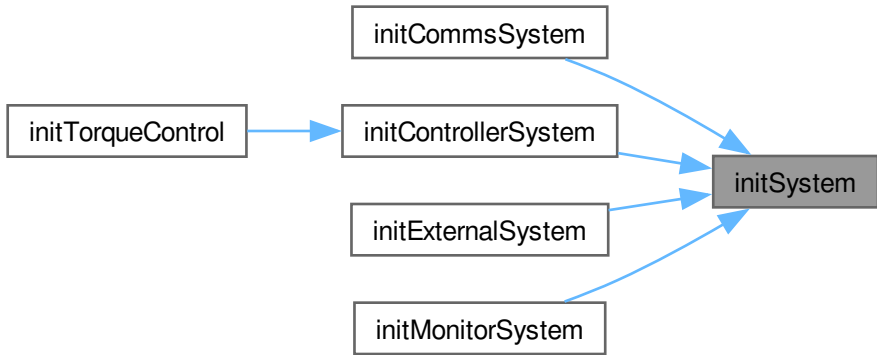 initCommsSystem
initTorqueControl
initControllerSystem
initSystem
initExternalSystem
initMonitorSystem